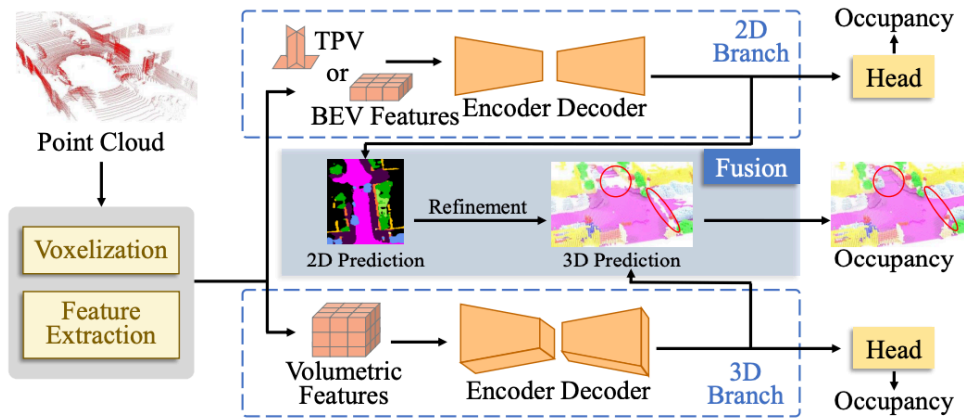 Point Cloud
Voxelization
Feature
Extraction
TPV
or
BEV Features
Encoder Decoder
2D
Branch
Head
Occupancy
Fusion
2D Prediction
Refinement
3D Prediction
Occupancy
Volumetric
Features
Encoder Decoder
3D
Branch
Head
Occupancy